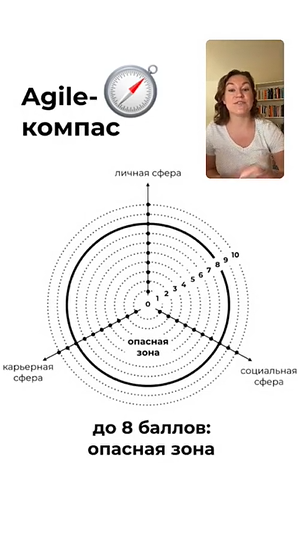 Agile-
компас
личная сфера
0 1 2 3 4 5 6 7 8 9 10
опасная
зона
карьерная
сфера
социальная
сфера
до 8 баллов:
опасная зона